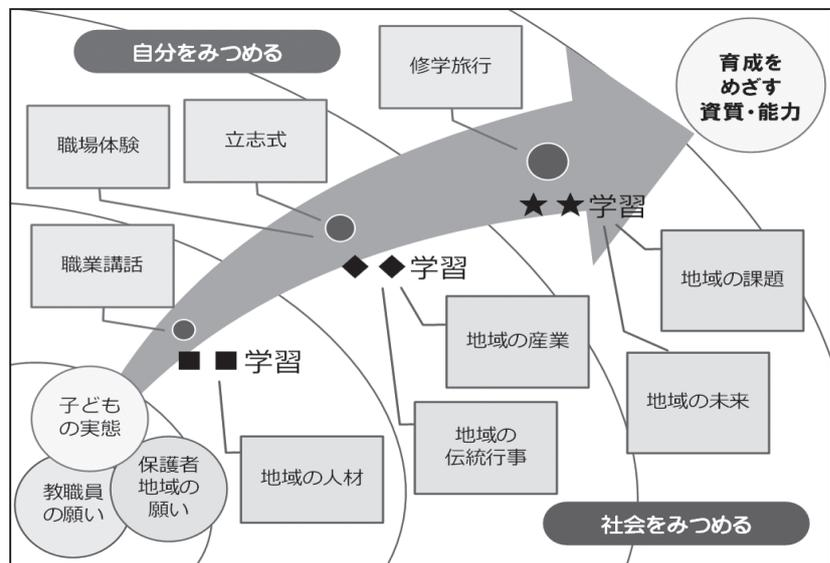 自分をみつめる
修学旅行
育成を
めざす
資質・能力
職場体験
立志式
★ ★ 学習
職業講話
◆ ◆ 学習
地域の課題
地域の産業
■ ■ 学習
地域の未来
子ども
の実態
地域の
伝統行事
保護者
地域の
願い
地域の人材
教職員
の願い
社会をみつめる